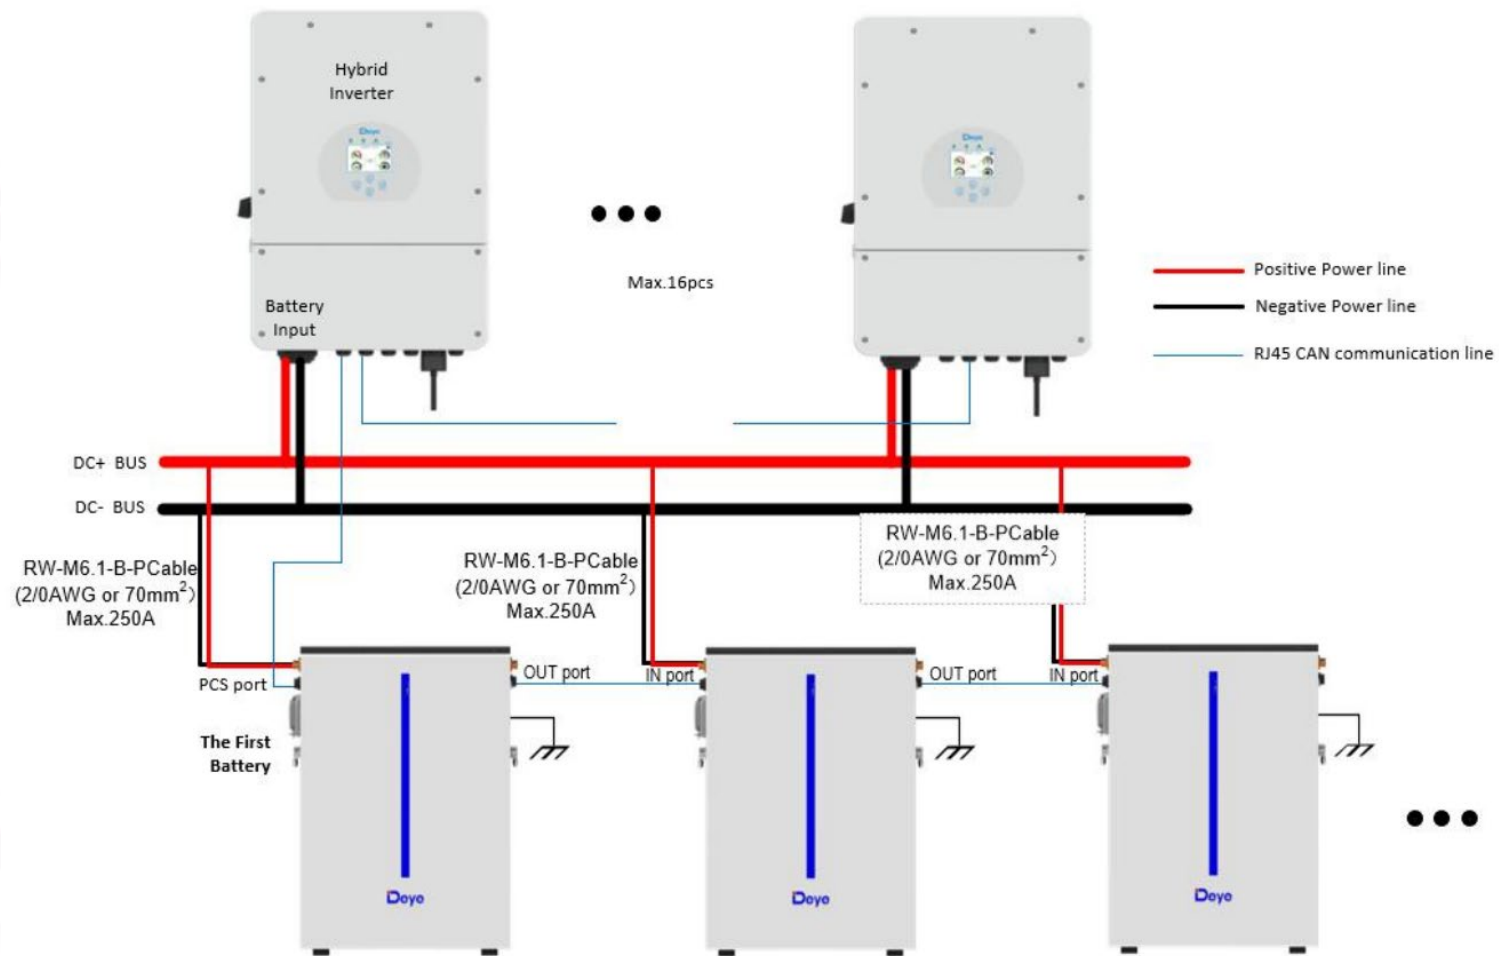 Hybrid
Inverter
Deye
Deye
Max.16pcs
Positive Power line
Negative Power line
RJ45 CAN communication line
Battery
Input
DC+ BUS
DC- BUS
RW-M6.1-B-PCable
(2/0AWG or 70mm²)
Max.250A
RW-M6.1-B-PCable
(2/0AWG or 70mm²)
Max.250A
RW-M6.1-B-PCable
(2/0AWG or 70mm²)
Max.250A
PCS port
OUT port
IN port
OUT port
IN port
The First
Battery
Deye
Deye
Deye